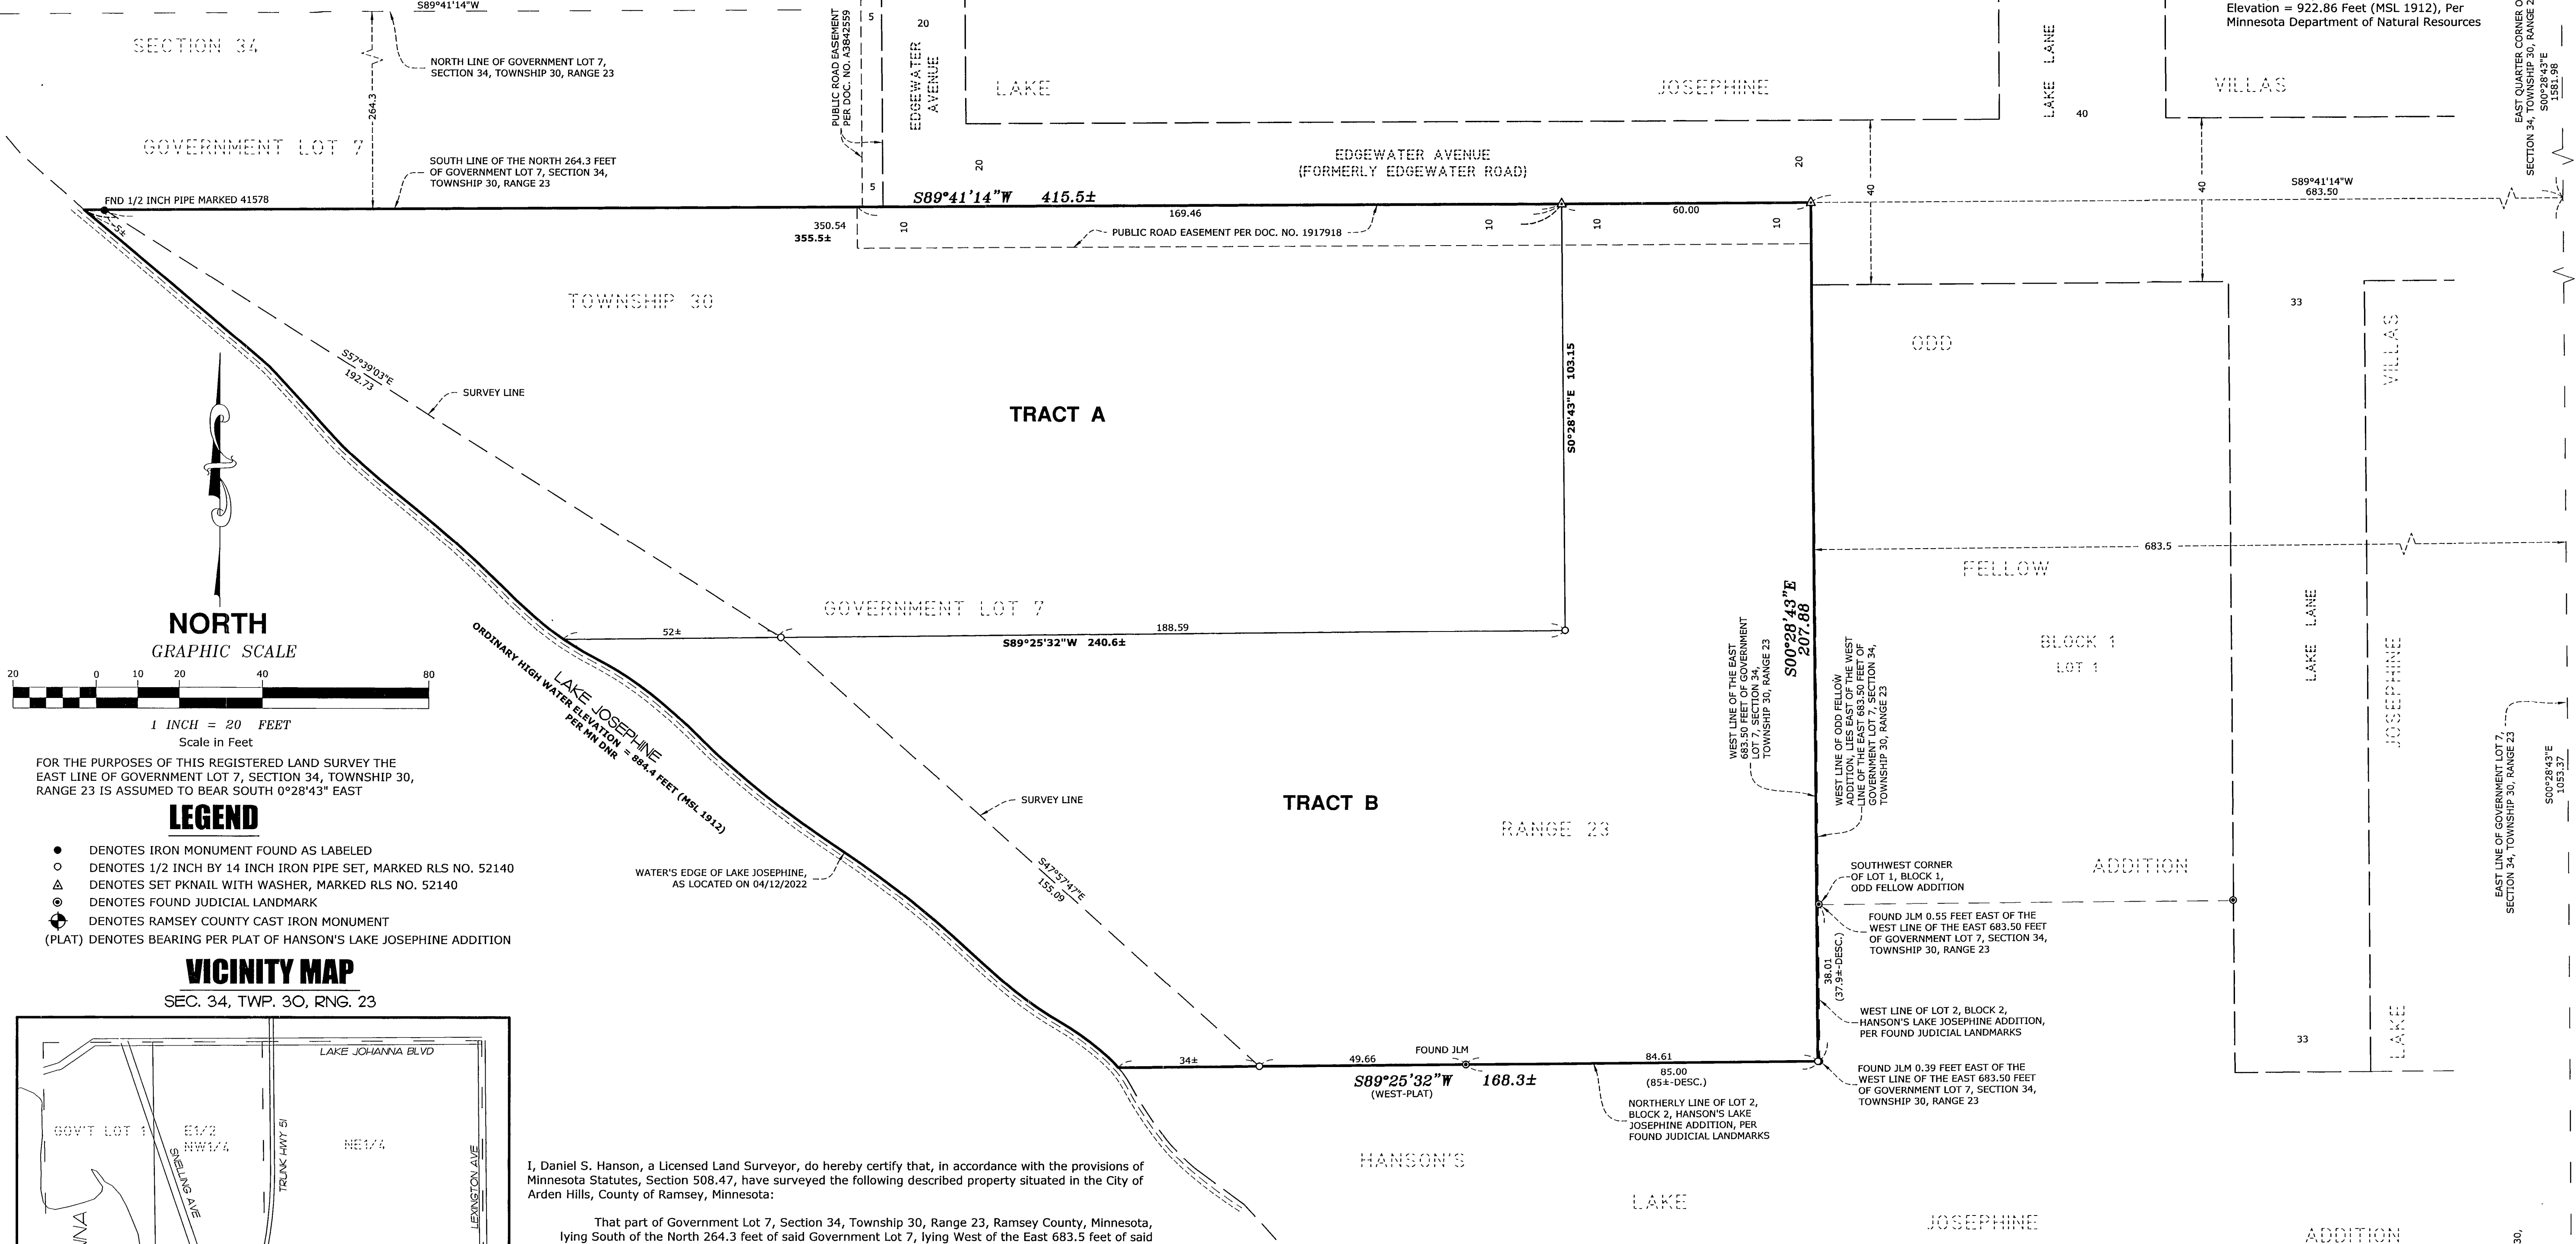 S89°41'14"W
SECTION 34
NORTH LINE OF GOVERNMENT LOT 7,
SECTION 34, TOWNSHIP 30, RANGE 23
264.3
GOVERNMENT LOT 7
SOUTH LINE OF THE NORTH 264.3 FEET
OF GOVERNMENT LOT 7, SECTION 34,
TOWNSHIP 30, RANGE 23
FND 1/2 INCH PIPE MARKED 41578
5±
PUBLIC ROAD EASEMENT
PER DOC. NO. A3842559
5
20
EDGEWATER
AVENUE
5
20
LAKE
JOSEPHINE
LAKE LANE
40
VILLAS
Elevation = 922.86 Feet (MSL 1912), Per
Minnesota Department of Natural Resources
SECTION 34, TOWNSHIP 30, RANGE
S00°28'43"E
1581.98
EDGEWATER AVENUE
(FORMERLY EDGEWATER ROAD)
20
40
40
S89°41'14"W 415.5±
169.46
60.00
S89°41'14"W
683.50
350.54
355.5±
10
10
10
10
PUBLIC ROAD EASEMENT PER DOC. NO. 1917918
TOWNSHIP 30
33
ODD
VILLAS
S57°39'03"E
192.73
SURVEY LINE
TRACT A
S0°28'43"E 103.15
683.5
FELLOW
GOVERNMENT LOT 7
52±
188.59
S89°25'32"W 240.6±
NORTH
GRAPHIC SCALE
20 0 10 20 40 80
1 INCH = 20 FEET
Scale in Feet
FOR THE PURPOSES OF THIS REGISTERED LAND SURVEY THE
EAST LINE OF GOVERNMENT LOT 7, SECTION 34, TOWNSHIP 30,
RANGE 23 IS ASSUMED TO BEAR SOUTH 0°28'43" EAST
LAKE JOSEPHINE
ORDINARY HIGH WATER ELEVATION = 884.4 FEET (MSL 1912)
PER MN DNR
WATER'S EDGE OF LAKE JOSEPHINE,
AS LOCATED ON 04/12/2022
SURVEY LINE
TRACT B
S47°57'47"E
155.09
RANGE 23
S00°28'43"E
207.88
WEST LINE OF THE EAST
683.50 FEET OF GOVERNMENT
LOT 7, SECTION 34,
TOWNSHIP 30, RANGE 23
WEST LINE OF ODD FELLOW
ADDITION, LIES EAST OF THE WEST
LINE OF THE EAST 683.50 FEET OF
GOVERNMENT LOT 7, SECTION 34,
TOWNSHIP 30, RANGE 23
BLOCK 1
LOT 1
LAKE LANE
JOSEPHINE
EAST LINE OF GOVERNMENT LOT 7,
SECTION 34, TOWNSHIP 30, RANGE 23
S00°28'43"E
1053.37
ADDITION
SOUTHWEST CORNER
OF LOT 1, BLOCK 1,
ODD FELLOW ADDITION
FOUND JLM 0.55 FEET EAST OF THE
WEST LINE OF THE EAST 683.50 FEET
OF GOVERNMENT LOT 7, SECTION 34,
TOWNSHIP 30, RANGE 23
38.01
(37.9±-DESC.)
WEST LINE OF LOT 2, BLOCK 2,
HANSON'S LAKE JOSEPHINE ADDITION,
PER FOUND JUDICIAL LANDMARKS
FOUND JLM 0.39 FEET EAST OF THE
WEST LINE OF THE EAST 683.50 FEET
OF GOVERNMENT LOT 7, SECTION 34,
TOWNSHIP 30, RANGE 23
33
LAKE
34±
49.66
FOUND JLM
84.61
85.00
(85±-DESC.)
S89°25'32"W 168.3±
(WEST-PLAT)
NORTHERLY LINE OF LOT 2,
BLOCK 2, HANSON'S LAKE
JOSEPHINE ADDITION, PER
FOUND JUDICIAL LANDMARKS
HANSON'S
LAKE
JOSEPHINE
ADDITION
30,
LEGEND
DENOTES IRON MONUMENT FOUND AS LABELED
DENOTES 1/2 INCH BY 14 INCH IRON PIPE SET, MARKED RLS NO. 52140
DENOTES SET PKNAIL WITH WASHER, MARKED RLS NO. 52140
DENOTES FOUND JUDICIAL LANDMARK
DENOTES RAMSEY COUNTY CAST IRON MONUMENT
(PLAT) DENOTES BEARING PER PLAT OF HANSON'S LAKE JOSEPHINE ADDITION
VICINITY MAP
SEC. 34, TWP. 30, RNG. 23
LAKE JOHANNA BLVD
GOV'T LOT 1
E1/2
NW1/4
NE1/4
SNELLING AVE
TRUNK HWY 51
LEXINGTON AVE
I, Daniel S. Hanson, a Licensed Land Surveyor, do hereby certify that, in accordance with the provisions of
Minnesota Statutes, Section 508.47, have surveyed the following described property situated in the City of
Arden Hills, County of Ramsey, Minnesota:
That part of Government Lot 7, Section 34, Township 30, Range 23, Ramsey County, Minnesota,
lying South of the North 264.3 feet of said Government Lot 7, lying West of the East 683.5 feet of said